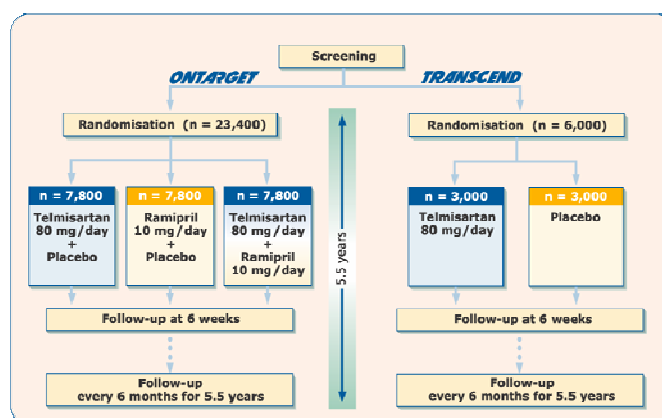 Screening
ONTARGET
TRANSCEND
Randomisation (n = 23,400)
Randomisation (n = 6,000)
n = 7,800
Telmisartan
80 mg/day
+
Placebo
n = 7,800
Ramipril
10 mg/day
+
Placebo
n = 7,800
Telmisartan
80 mg/day
+
Ramipril
10 mg/day
5.5 years
n = 3,000
Telmisartan
80 mg/day
n = 3,000
Placebo
Follow-up at 6 weeks
Follow-up at 6 weeks
Follow-up
every 6 months for 5.5 years
Follow-up
every 6 months for 5.5 years